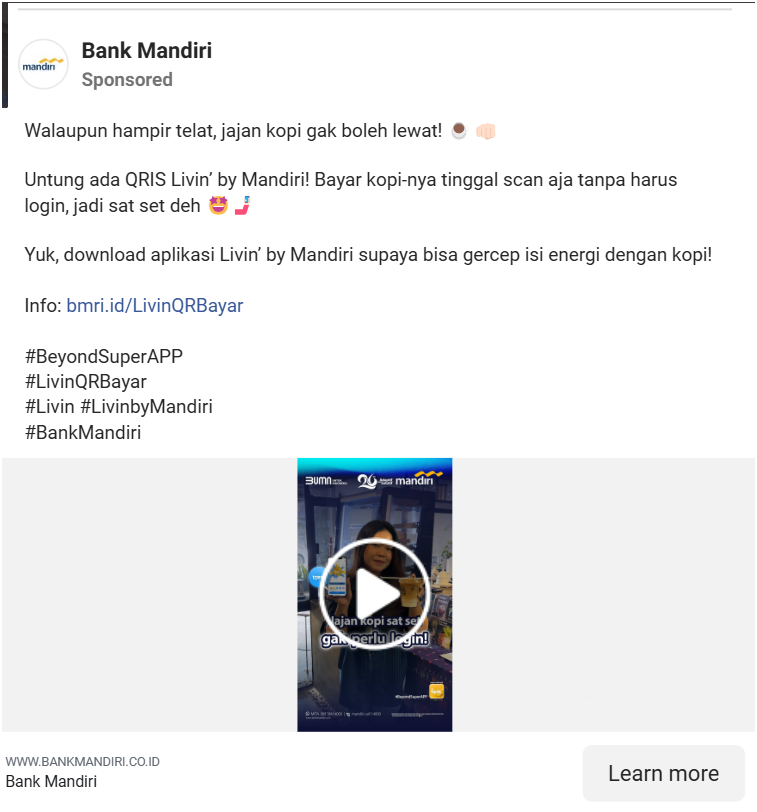 mandiri
Bank Mandiri
Sponsored
Walaupun hampir telat, jajan kopi gak boleh lewat! ☕👊🏻
Untung ada QRIS Livin’ by Mandiri! Bayar kopi-nya tinggal scan aja tanpa harus
login, jadi sat set deh 🤩🤳
Yuk, download aplikasi Livin’ by Mandiri supaya bisa gercep isi energi dengan kopi!
Info: bmri.id/LivinQRBayar
#BeyondSuperAPP
#LivinQRBayar
#Livin #LivinbyMandiri
#BankMandiri
BUMN 26 mandiri
Jajan kopi sat set
gak perlu login!
#BeyondSuperAPP
WWW.BANKMANDIRI.CO.ID
Bank Mandiri
Learn more